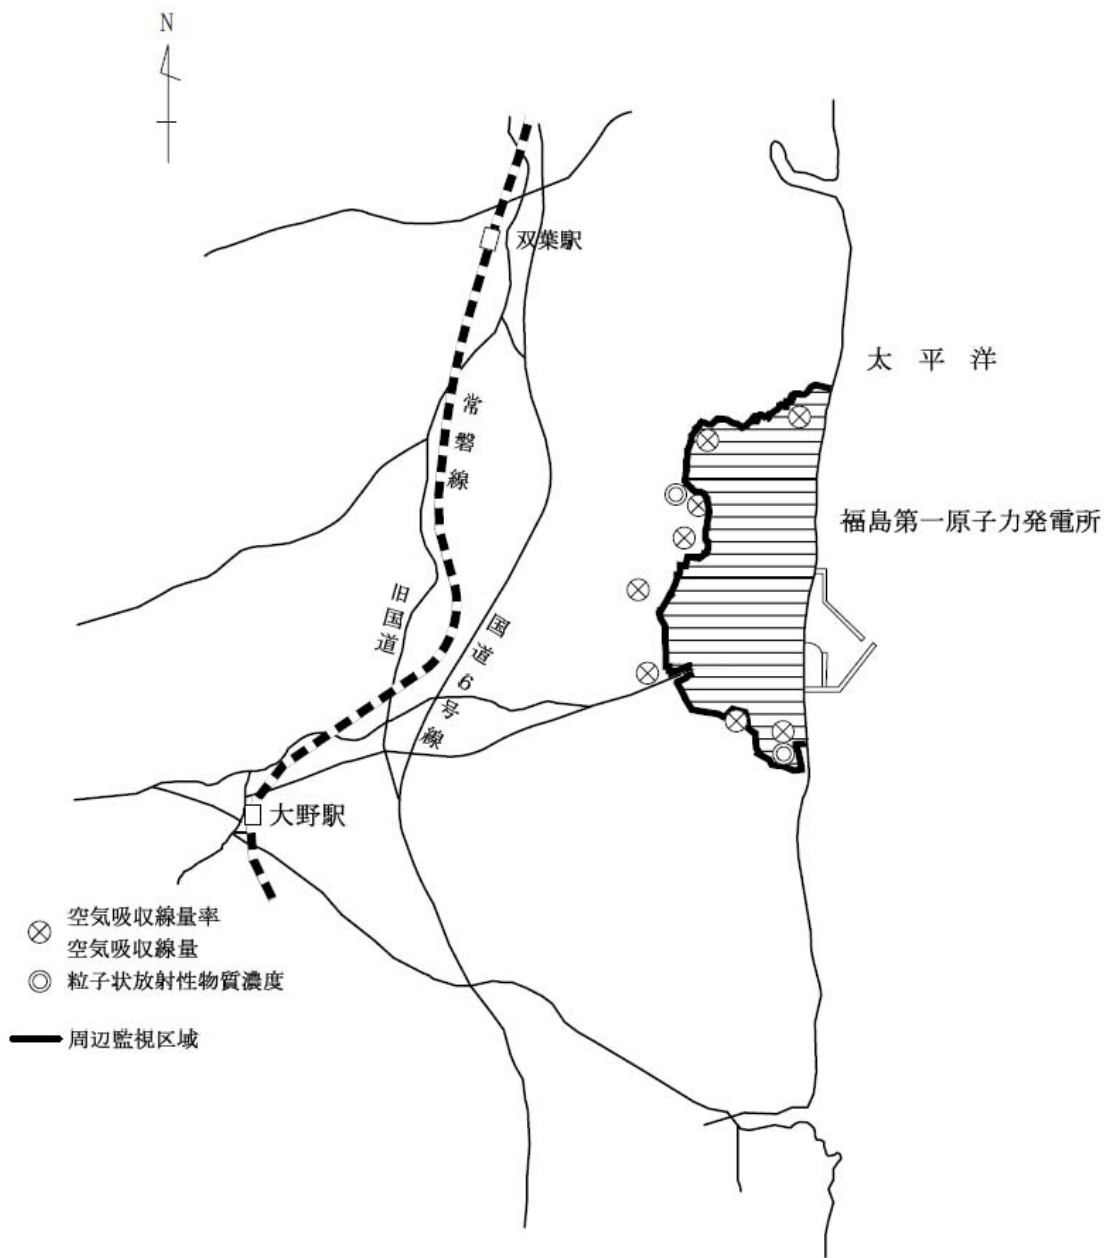 N
双葉駅
太平洋
常磐線
福島第一原子力発電所
旧国道
国道6号線
大野駅
空気吸収線量率
空気吸収線量
粒子状放射性物質濃度
周辺監視区域